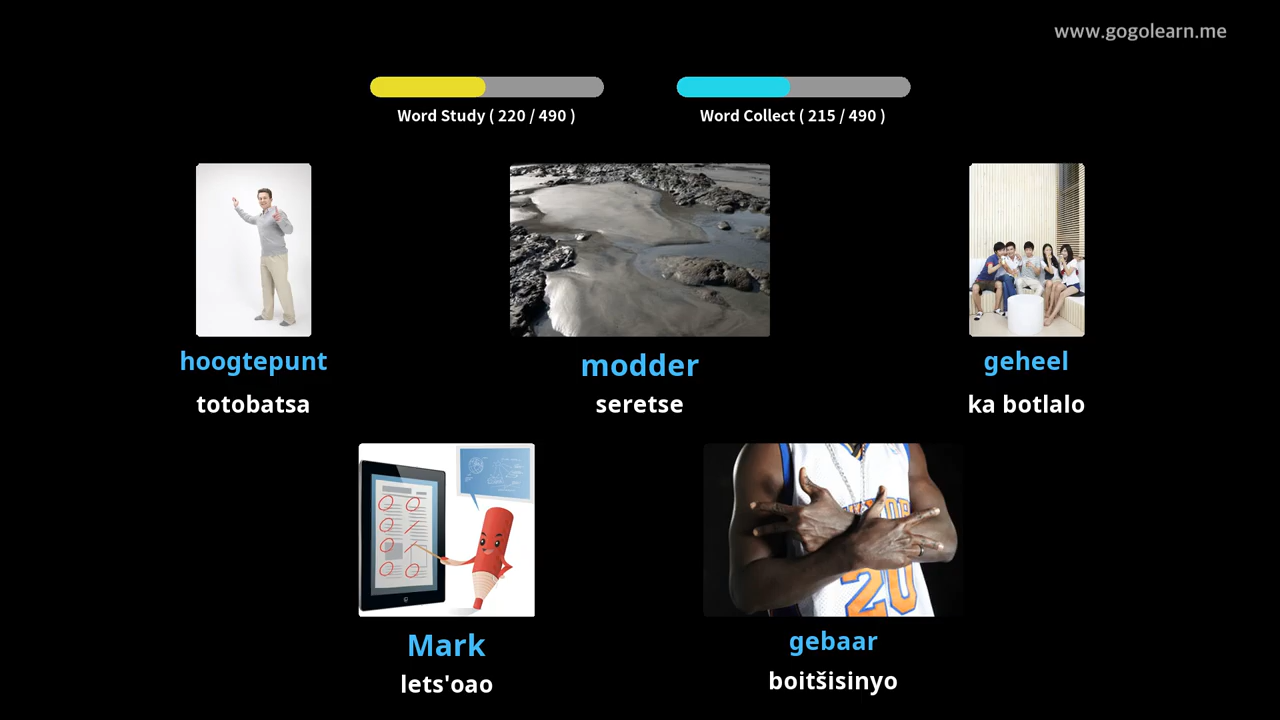 www.gogolearn.me
Word Study ( 220 / 490 )
Word Collect ( 215 / 490 )
hoogtepunt
modder
geheel
totobatsa
seretse
ka botlalo
20
Mark
gebaar
lets'oao
boitšisinyo